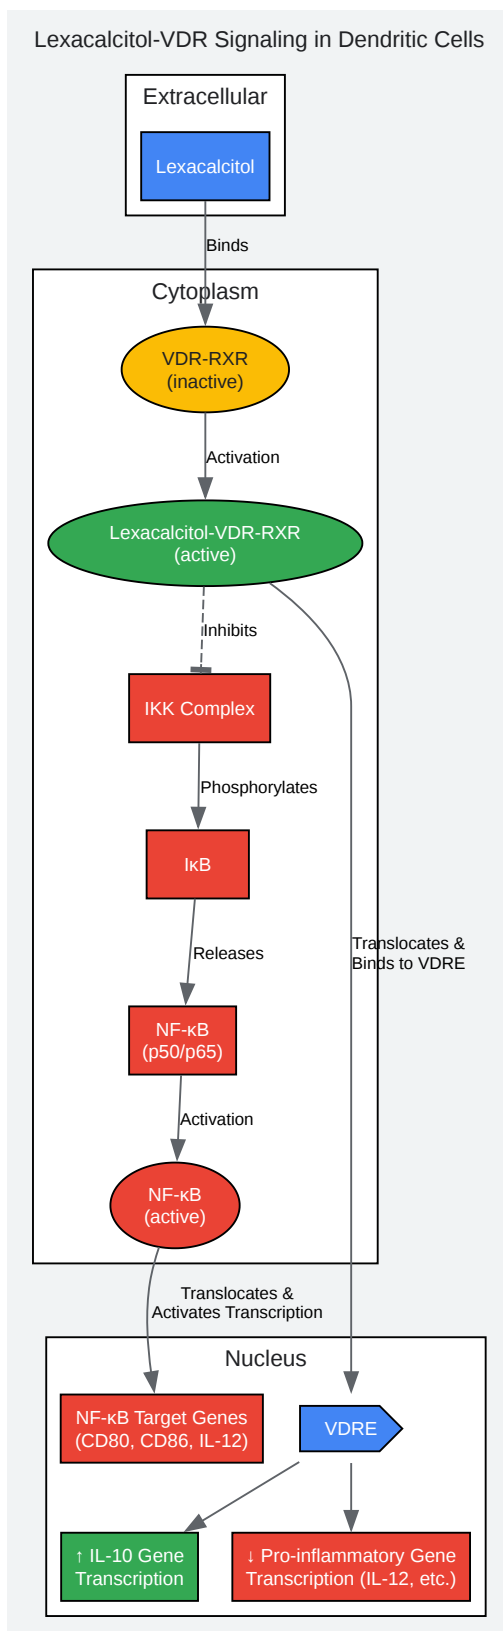 Lexacalcitol-VDR Signaling in Dendritic Cells
Extracellular
Lexacalcitol
Binds
Cytoplasm
VDR-RXR
(inactive)
Activation
Lexacalcitol-VDR-RXR
(active)
Inhibits
IKK Complex
Phosphorylates
IκB
Releases
Translocates &
Binds to VDRE
NF-κB
(p50/p65)
Activation
NF-κB
(active)
Translocates &
Activates Transcription
Nucleus
NF-κB Target Genes
(CD80, CD86, IL-12)
VDRE
↑ IL-10 Gene
Transcription
↓ Pro-inflammatory Gene
Transcription (IL-12, etc.)